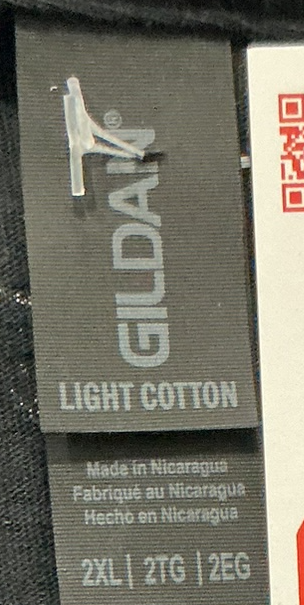 GILDAN®
LIGHT COTTON
Made in Nicaragua
Fabriqué au Nicaragua
Hecho en Nicaragua
2XL | 2TG | 2EG